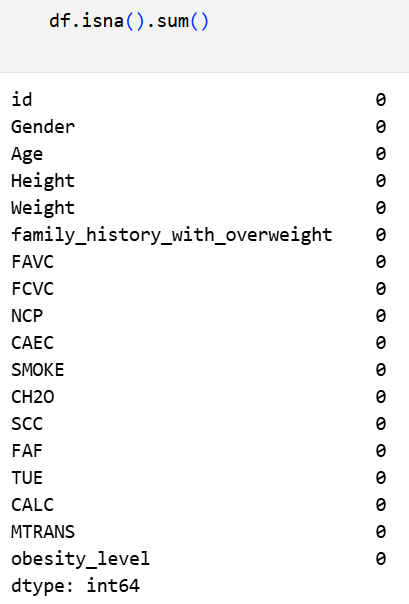 df.isna().sum()
id 0
Gender 0
Age 0
Height 0
Weight 0
family_history_with_overweight 0
FAVC 0
FCVC 0
NCP 0
CAEC 0
SMOKE 0
CH2O 0
SCC 0
FAF 0
TUE 0
CALC 0
MTRANS 0
obesity_level 0
dtype: int64